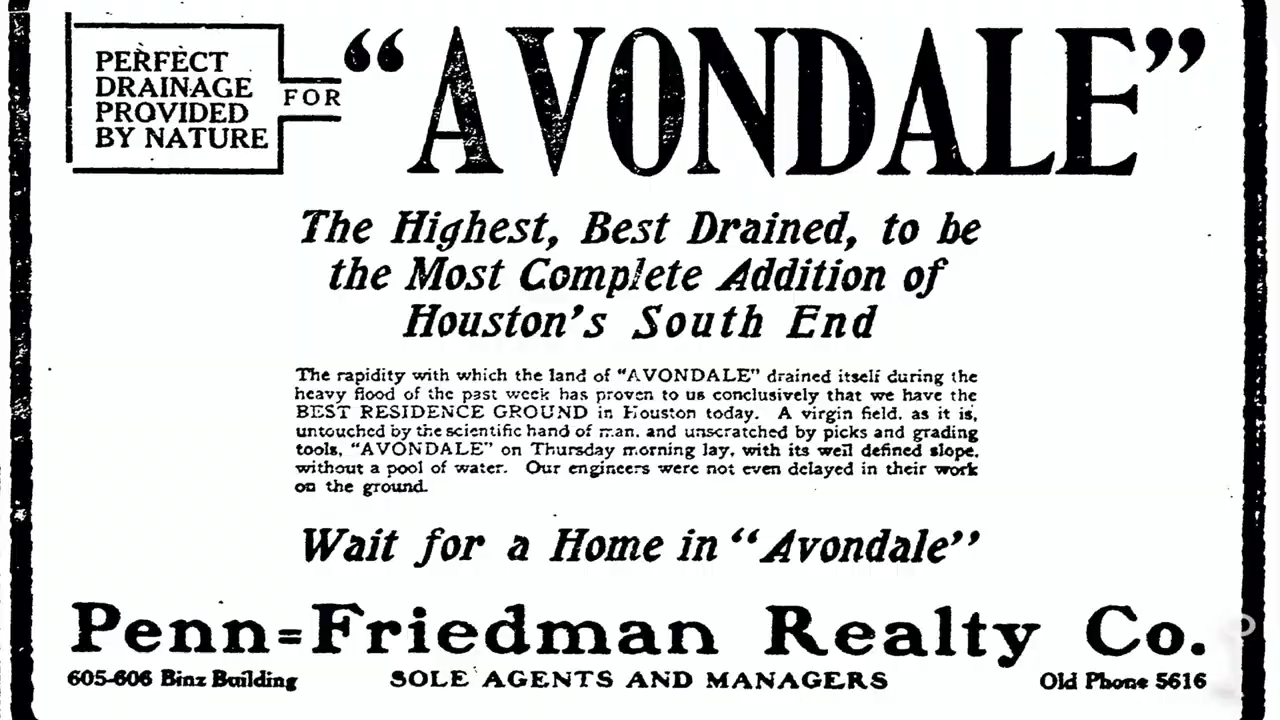 PERFECT
DRAINAGE
PROVIDED
BY NATURE
FOR
“AVONDALE”
The Highest, Best Drained, to be
the Most Complete Addition of
Houston's South End
The rapidity with which the land of “AVONDALE” drained itself during the
heavy flood of the past week has proven to us conclusively that we have the
BEST RESIDENCE GROUND in Houston today. A virgin field, as it is,
untouched by the scientific hand of man, and unscratched by picks and grading
tools, “AVONDALE” on Thursday morning lay, with its well defined slope,
without a pool of water. Our engineers were not even delayed in their work
on the ground.
Wait for a Home in “Avondale”
Penn=Friedman Realty Co.
605-606 Binz Building
SOLE AGENTS AND MANAGERS
Old Phone 5616